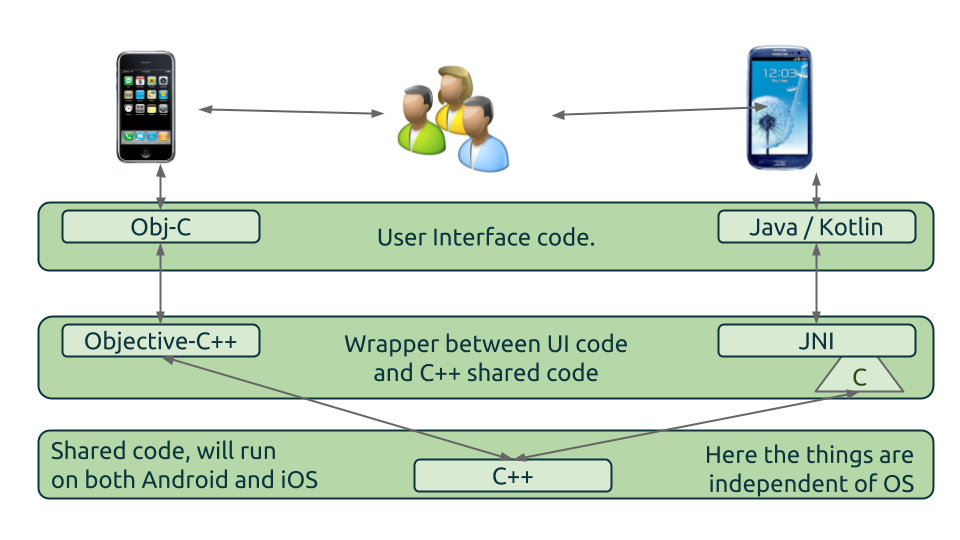 12:03
Obj-C
User Interface code.
Java / Kotlin
Objective-C++
Wrapper between UI code
and C++ shared code
JNI
C
Shared code, will run
on both Android and iOS
C++
Here the things are
independent of OS